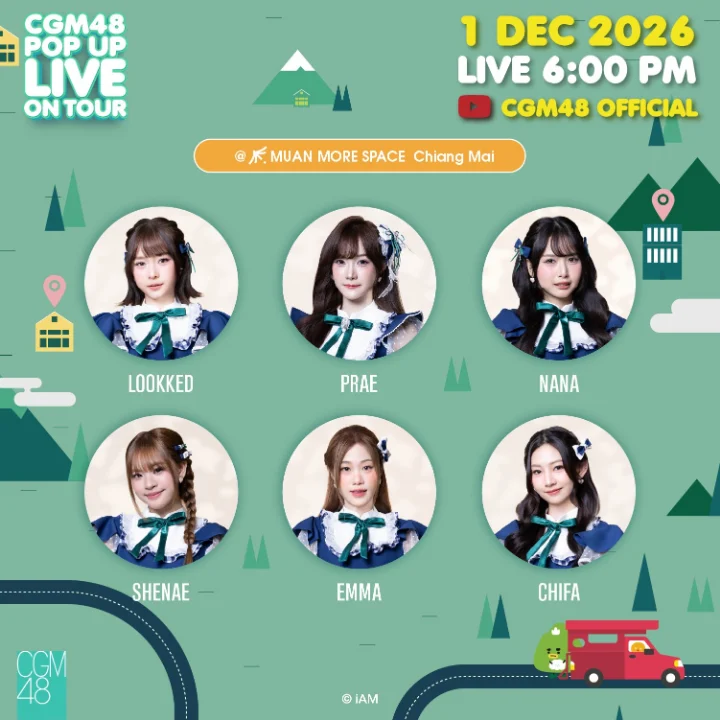 CGM48
POP UP
LIVE
ON TOUR
1 DEC 2026
LIVE 6:00 PM
CGM48 OFFICIAL
@ MUAN MORE SPACE Chiang Mai
LOOKKED
PRAE
NANA
SHENAE
EMMA
CHIFA
CGM
48
© iAM